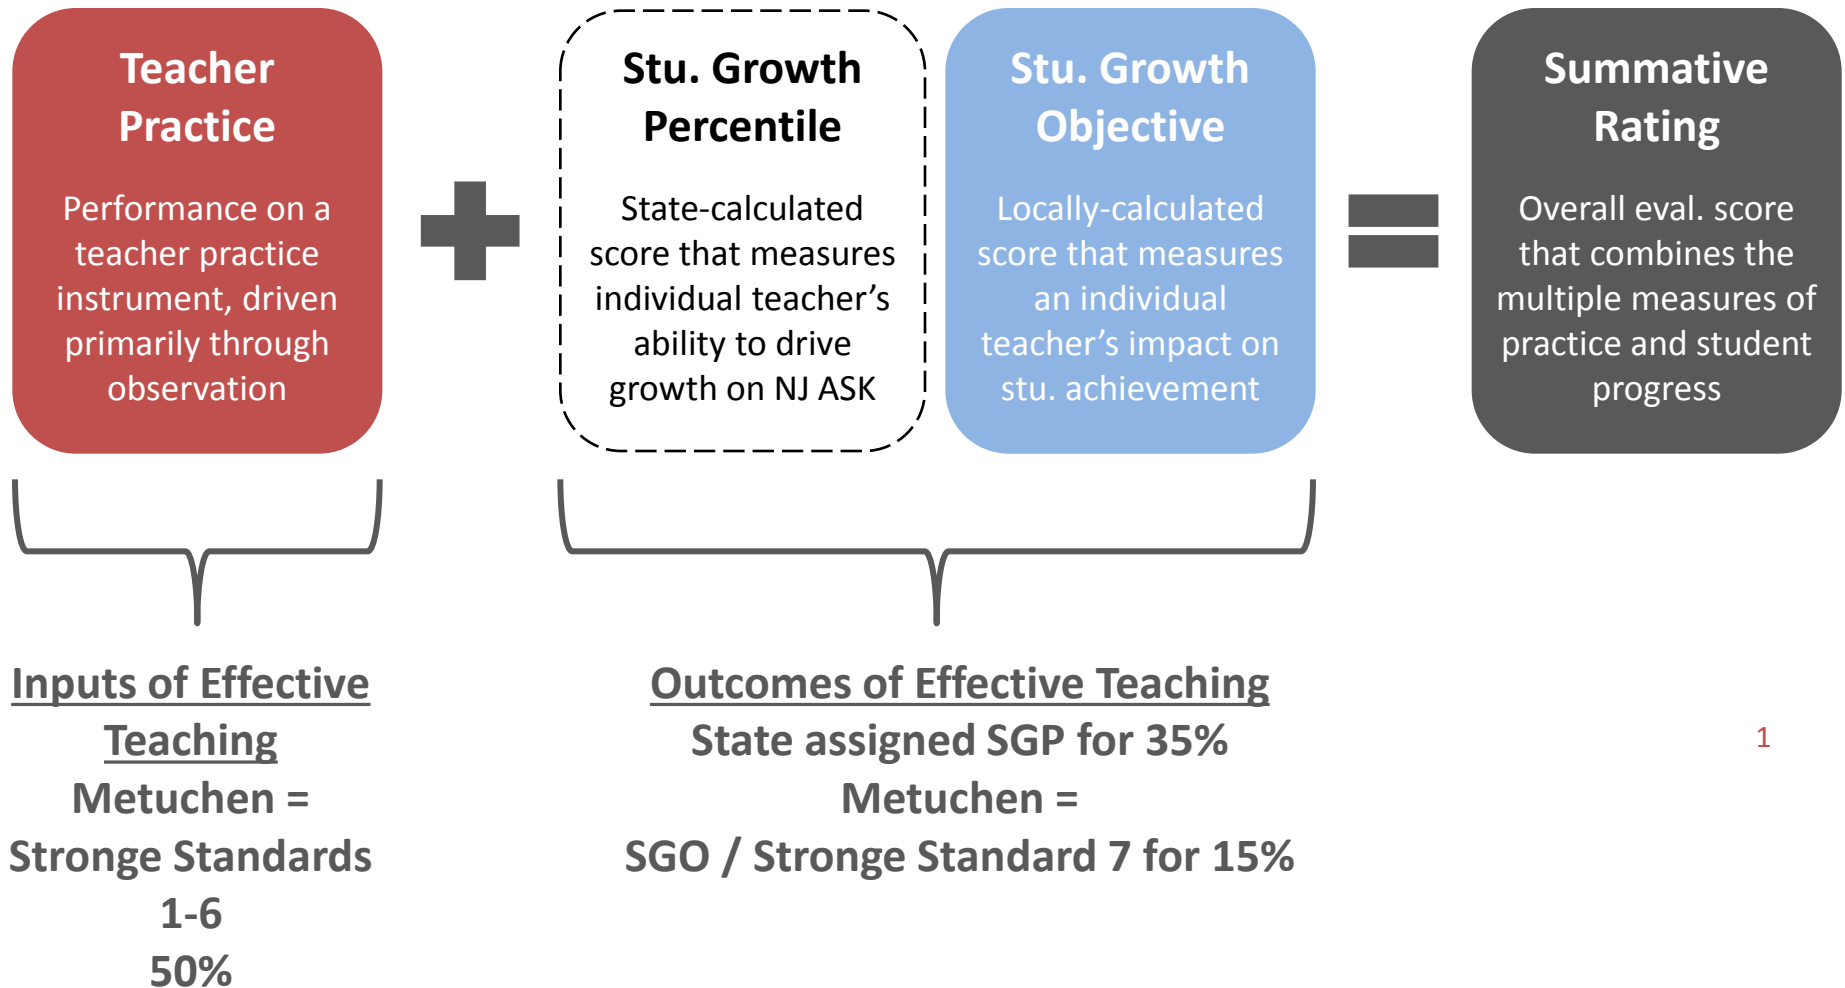 Teacher
Practice
Performance on a
teacher practice
instrument, driven
primarily through
observation
Stu. Growth
Percentile
State-calculated
score that measures
individual teacher’s
ability to drive
growth on NJ ASK
Stu. Growth
Objective
Locally-calculated
score that measures
an individual
teacher’s impact on
stu. achievement
Summative
Rating
Overall eval. score
that combines the
multiple measures of
practice and student
progress
Inputs of Effective
Teaching
Metuchen =
Stronge Standards
1-6
50%
Outcomes of Effective Teaching
State assigned SGP for 35%
Metuchen =
SGO / Stronge Standard 7 for 15%
1